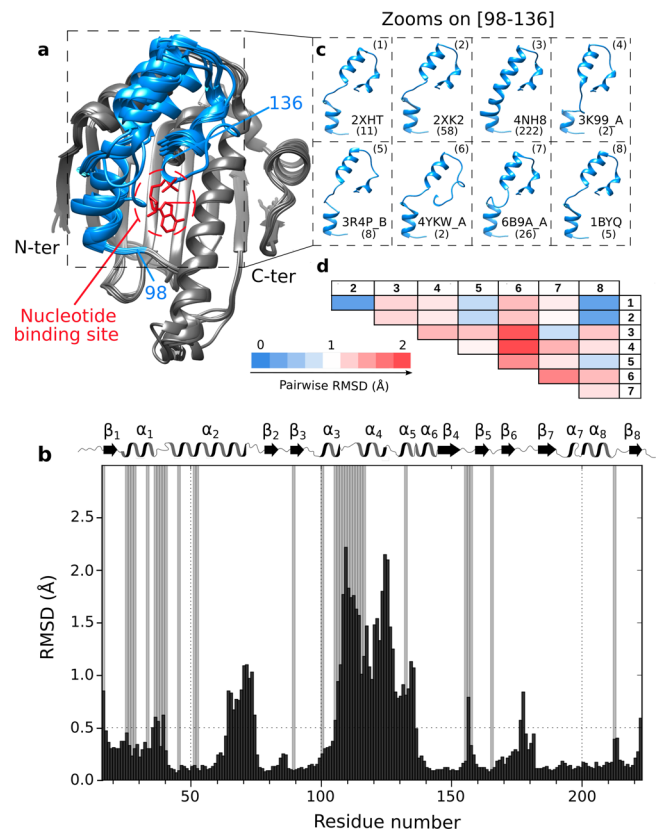 Zooms on [98-136]
a
c
(1)
(2)
(3)
(4)
2XHT
(11)
2XK2
(58)
4NH8
(222)
3K99_A
(2)
136
(5)
(6)
(7)
(8)
3R4P_B
(8)
4YKW_A
(2)
6B9A_A
(26)
1BYQ
(5)
N-ter
98
C-ter
Nucleotide
binding site
d
2 3 4 5 6 7 8
1
2
3
4
5
6
7
0 1 2
Pairwise RMSD (Å)
b
β1 α1 α2 β2 β3 α3 α4 α5 α6 β4 β5 β6 β7 α7 α8 β8
RMSD (Å)
2.5
2.0
1.5
1.0
0.5
0.0
50 100 150 200
Residue number